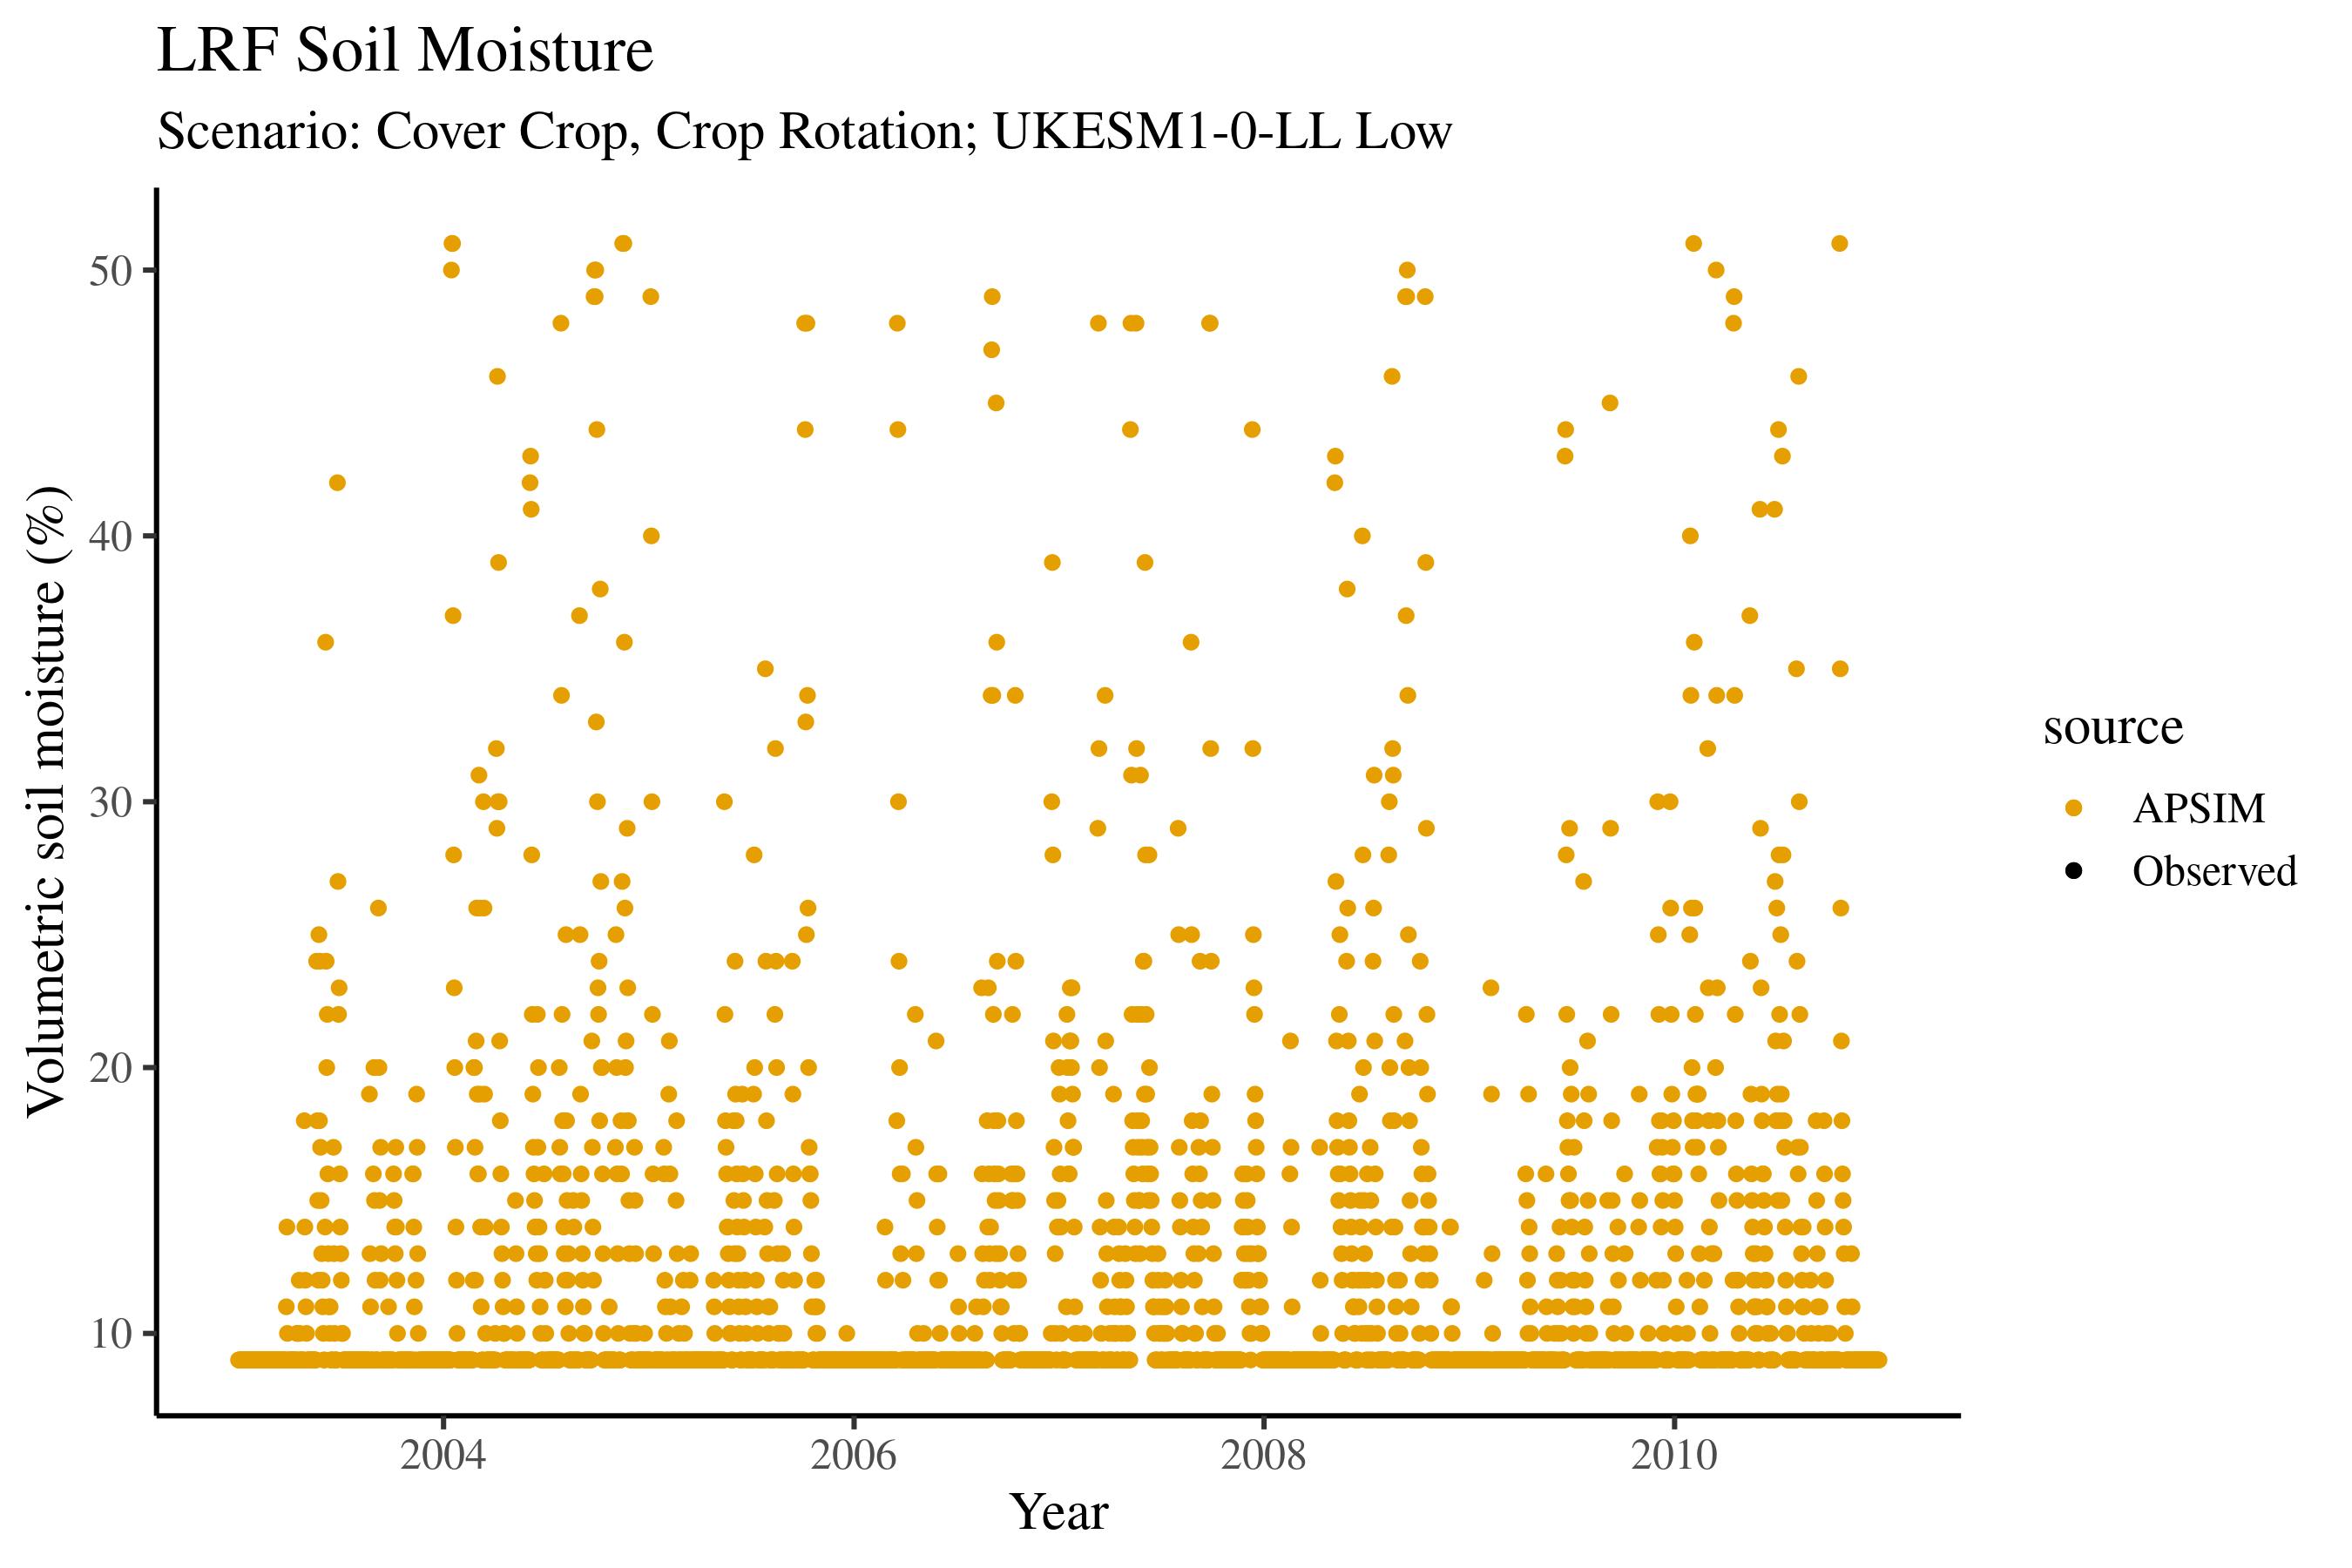 LRF Soil Moisture
Scenario: Cover Crop, Crop Rotation; UKESM1-0-LL Low
Volumetric soil moisture (%)
50
40
30
20
10
2004 2006 2008 2010
Year
source
APSIM
Observed